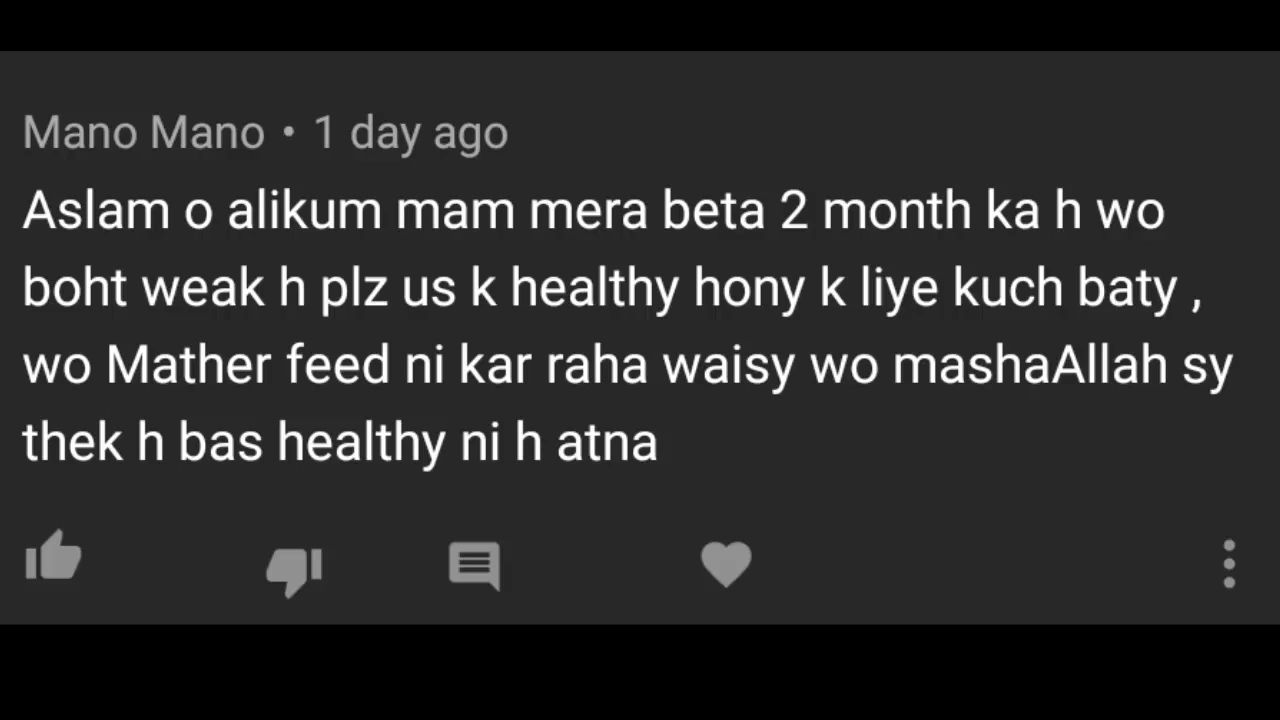 Mano Mano • 1 day ago
Aslam o alikum mam mera beta 2 month ka h wo
boht weak h plz us k healthy hony k liye kuch baty ,
wo Mather feed ni kar raha waisy wo mashaAllah sy
thek h bas healthy ni h atna